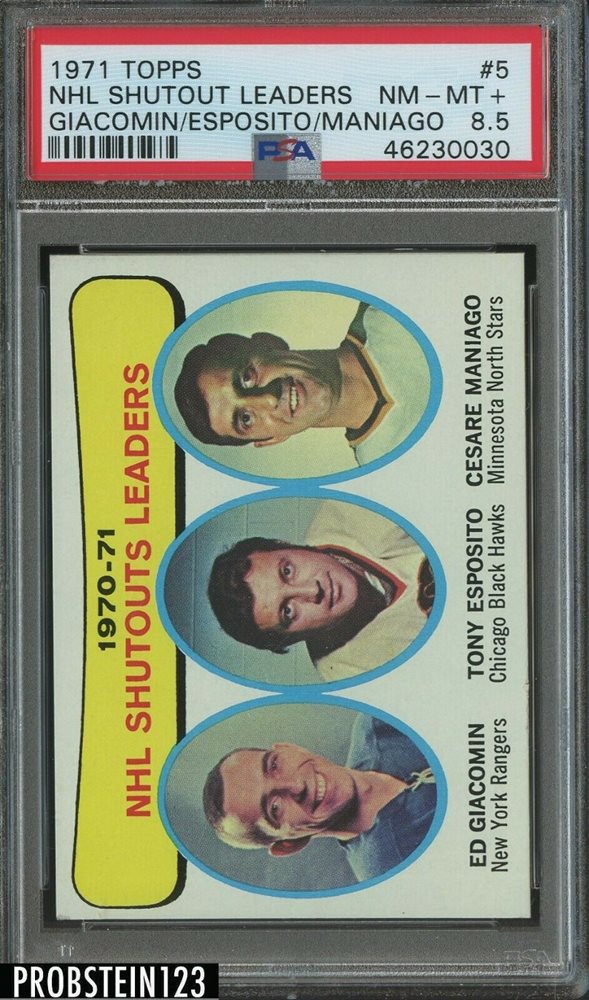 1971 TOPPS #5
NHL SHUTOUT LEADERS NM - MT +
GIACOMIN/ESPOSITO/MANIAGO 8.5
PSA 46230030
1970-71
NHL SHUTOUTS LEADERS
ED GIACOMIN
New York Rangers
TONY ESPOSITO
Chicago Black Hawks
CESARE MANIAGO
Minnesota North Stars
PROBSTEIN123